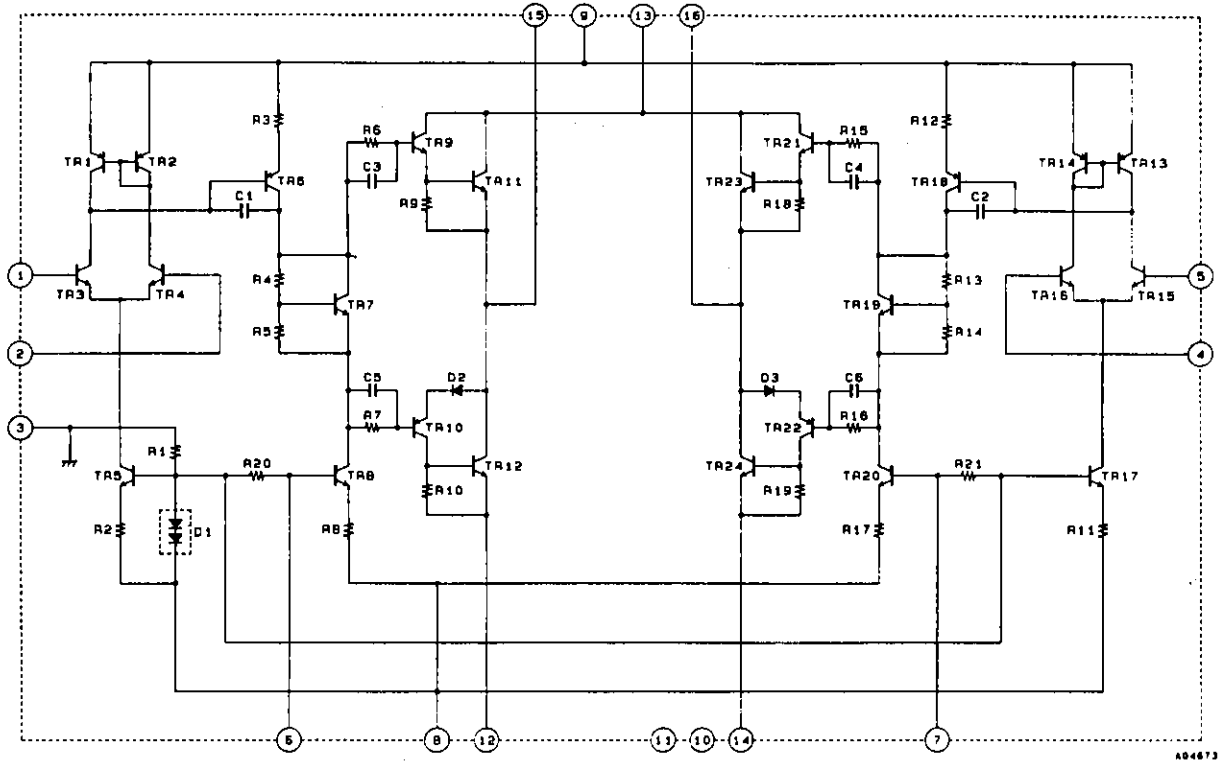 15 9 13 16
R3 R12
R6 R15
TR1 TR2 TR9 TR21 TR14 TR13
TR6 C3 TR11 TR23 C4 TR18
C1 R9 R18 C2
1 R4 R13 5
TR3 TR4 TR7 TR19 TR16 TR15
R5 R14
2 4
C5 D2 D3 C6
3 R7 R16
R1 TR10 TR22
TR5 R20 TR8 TR12 TR24 TR20 R21 TR17
R10 R19
R2 D1 R8 R17 R11
6 8 12 11 10 14 7
A04673